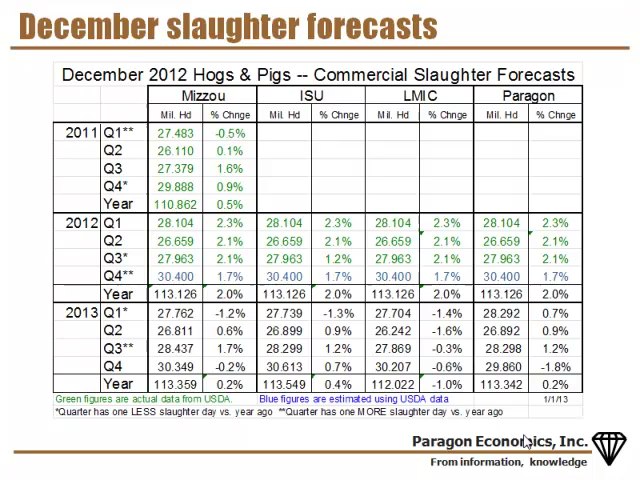 December slaughter forecasts
December 2012 Hogs & Pigs -- Commercial Slaughter Forecasts
Mizzou ISU LMIC Paragon
Mil. Hd % Chnge Mil. Hd % Chnge Mil. Hd % Chnge Mil. Hd % Chnge
2011 Q1** 27.483 -0.5%
Q2 26.110 0.1%
Q3 27.379 1.6%
Q4* 29.888 0.9%
Year 110.862 0.5%
2012 Q1 28.104 2.3% 28.104 2.3% 28.104 2.3% 28.104 2.3%
Q2 26.659 2.1% 26.659 2.1% 26.659 2.1% 26.659 2.1%
Q3* 27.963 2.1% 27.963 1.2% 27.963 2.1% 27.963 2.1%
Q4** 30.400 1.7% 30.400 1.7% 30.400 1.7% 30.400 1.7%
Year 113.126 2.0% 113.126 2.0% 113.126 2.0% 113.126 2.0%
2013 Q1* 27.762 -1.2% 27.739 -1.3% 27.704 -1.4% 28.292 0.7%
Q2 26.811 0.6% 26.899 0.9% 26.242 -1.6% 26.892 0.9%
Q3** 28.437 1.7% 28.299 1.2% 27.869 -0.3% 28.298 1.2%
Q4 30.349 -0.2% 30.613 0.7% 30.207 -0.6% 29.860 -1.8%
Year 113.359 0.2% 113.549 0.4% 112.022 -1.0% 113.342 0.2%
Green figures are actual data from USDA. Blue figures are estimated using USDA data 1/1/13
*Quarter has one LESS slaughter day vs. year ago **Quarter has one MORE slaughter day vs. year ago
Paragon Economics, Inc.
From information, knowledge